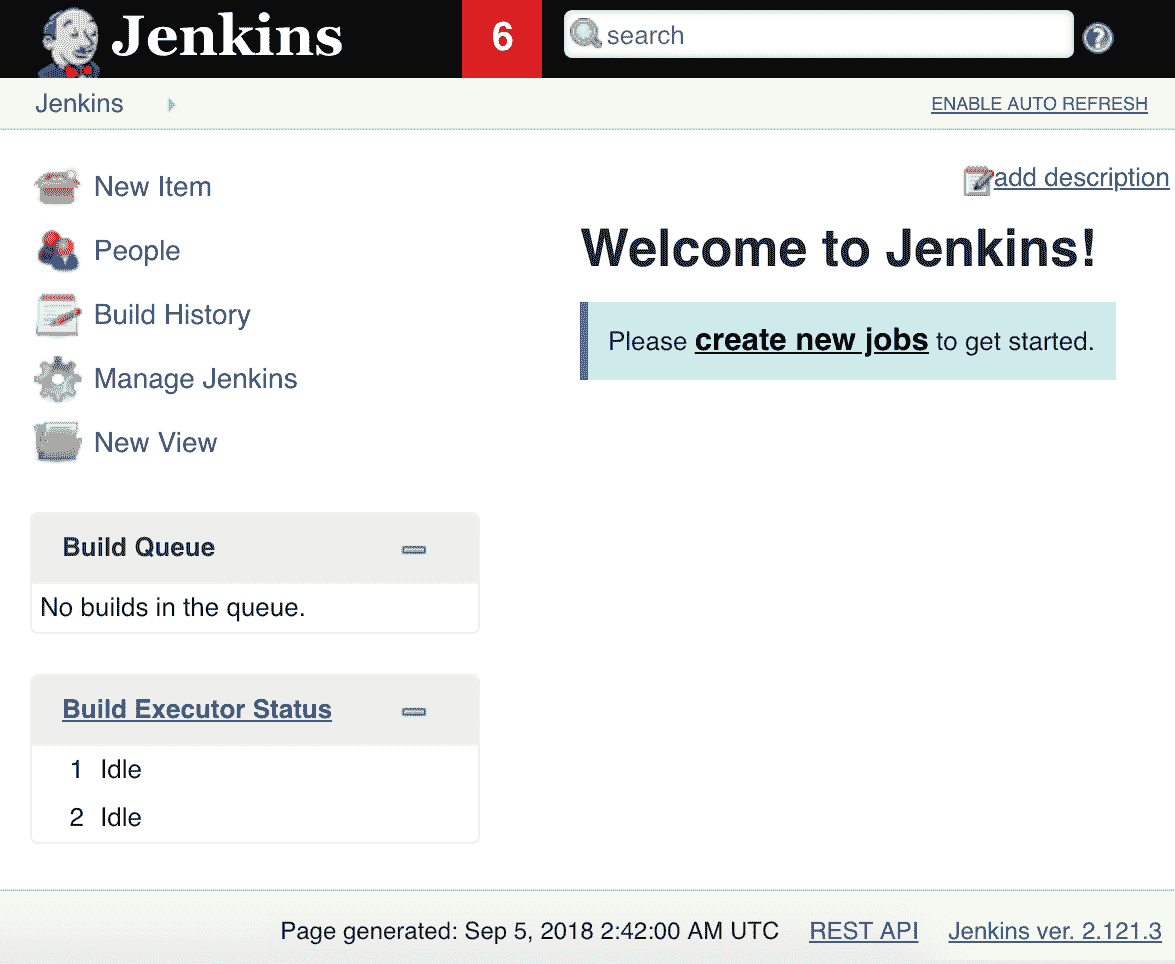 Jenkins
6
search
Jenkins
ENABLE AUTO REFRESH
New Item
People
Build History
Manage Jenkins
New View
Build Queue
No builds in the queue.
Build Executor Status
1 Idle
2 Idle
add description
Welcome to Jenkins!
Please create new jobs to get started.
Page generated: Sep 5, 2018 2:42:00 AM UTC REST API Jenkins ver. 2.121.3